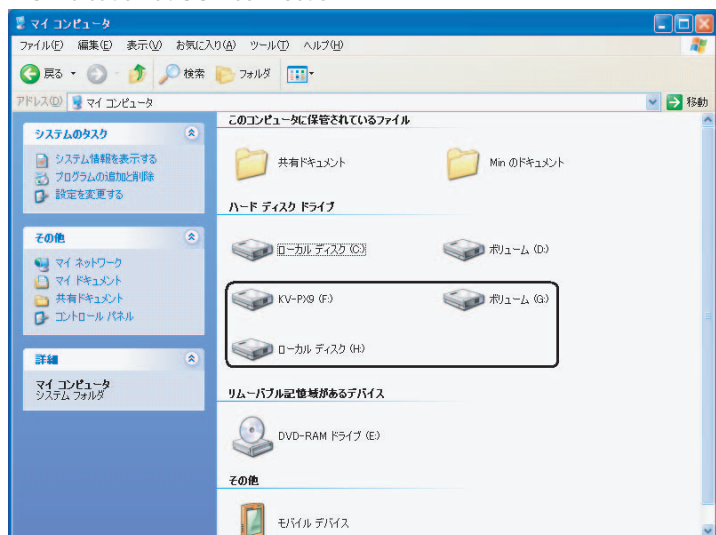 マイ コンピュータ
ファイル(F) 編集(E) 表示(V) お気に入り(A) ツール(T) ヘルプ(H)
戻る 検索 フォルダ
アドレス(D) マイ コンピュータ 移動
システムのタスク
システム情報を表示する
プログラムの追加と削除
設定を変更する
その他
マイ ネットワーク
マイ ドキュメント
共有ドキュメント
コントロール パネル
詳細
マイ コンピュータ
システム フォルダ
このコンピュータに保管されているファイル
共有ドキュメント Min のドキュメント
ハード ディスク ドライブ
ローカル ディスク (C:) ボリューム (D:)
KV-PX9 (F:) ボリューム (G:)
ローカル ディスク (H:)
リムーバブル記憶域があるデバイス
DVD-RAM ドライブ (E:)
その他
モバイル デバイス